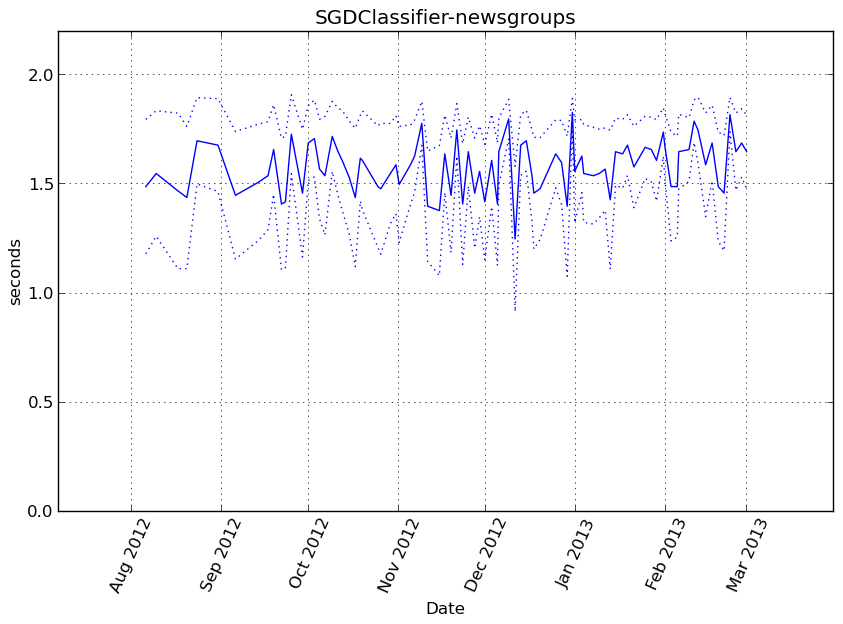 SGDClassifier-newsgroups
2.0
1.5
1.0
0.5
0.0
seconds
Aug 2012
Sep 2012
Oct 2012
Nov 2012
Dec 2012
Jan 2013
Feb 2013
Mar 2013
Date